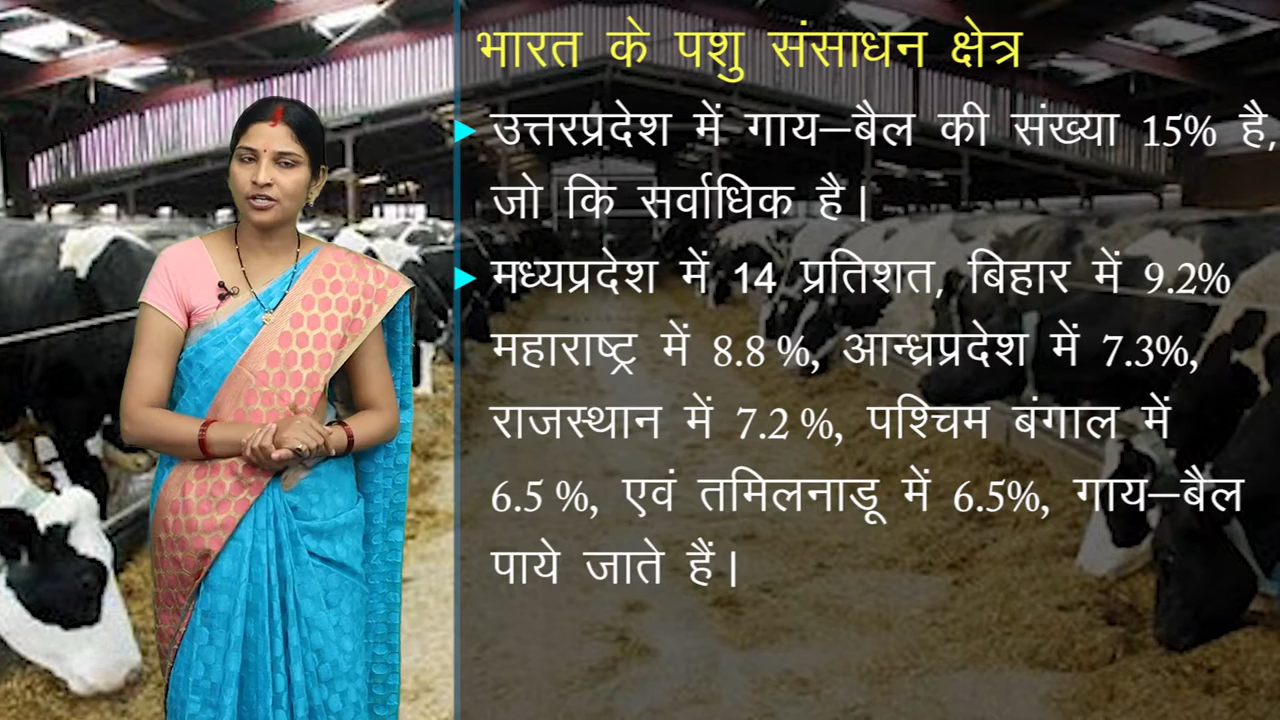 भारत के पशु संसाधन क्षेत्र
उत्तरप्रदेश में गाय–बैल की संख्या 15% है,
जो कि सर्वाधिक है।
मध्यप्रदेश में 14 प्रतिशत, बिहार में 9.2%
महाराष्ट्र में 8.8 %, आन्ध्रप्रदेश में 7.3%,
राजस्थान में 7.2 %, पश्चिम बंगाल में
6.5 %, एवं तमिलनाडू में 6.5%, गाय–बैल
पाये जाते हैं।